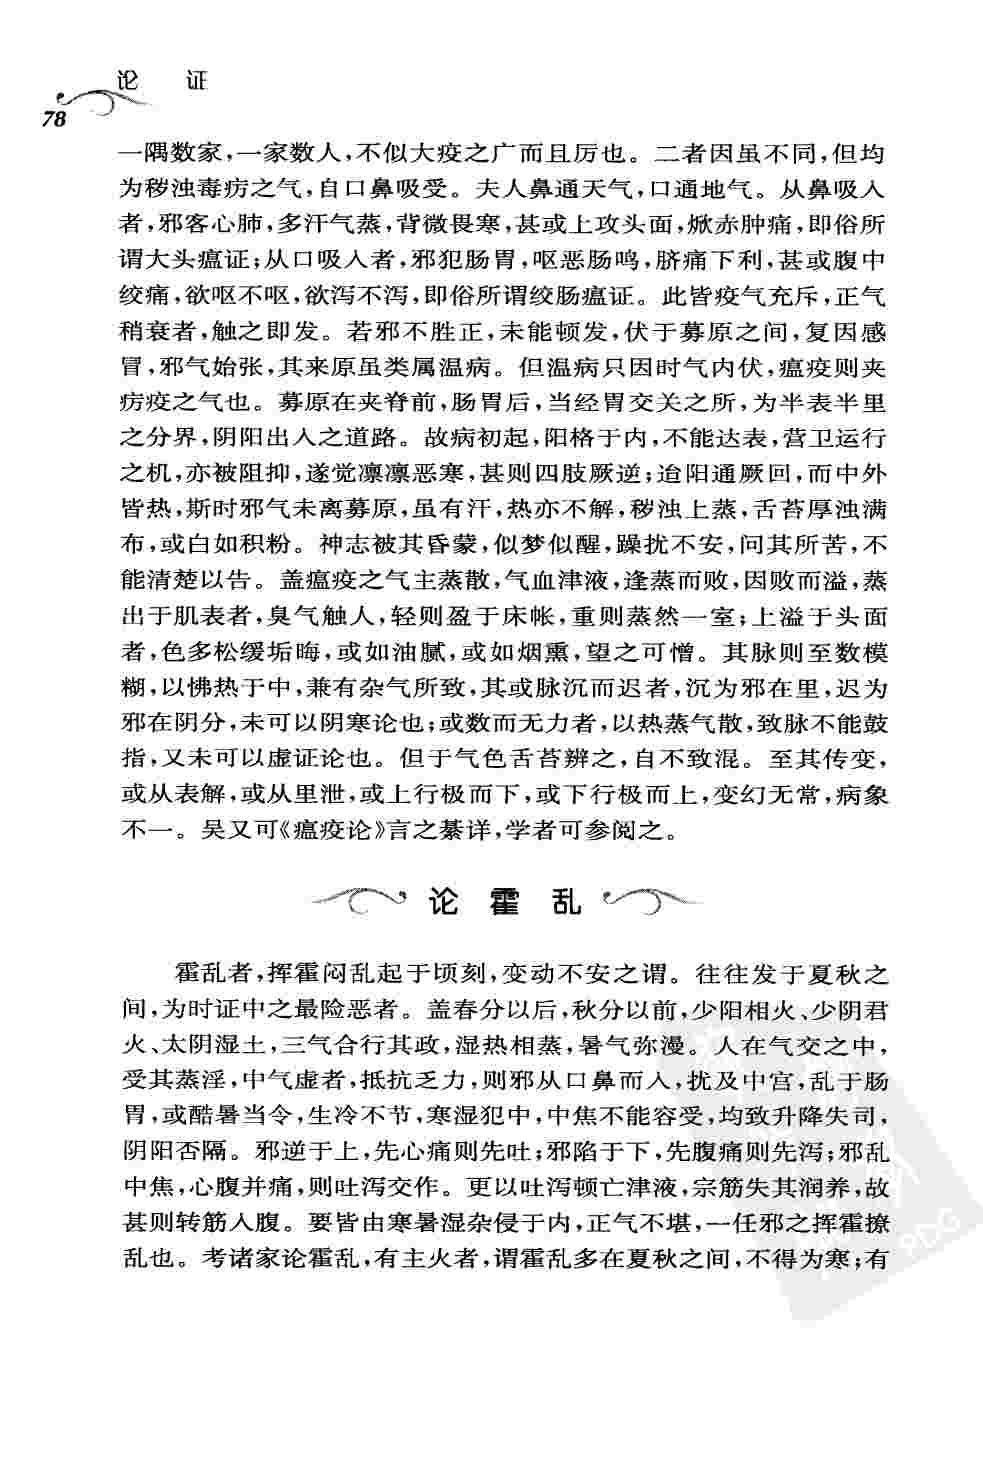 论 证
78
一隅数家,一家数人,不似大疫之广而且厉也。二者因虽不同,但均
为秽浊毒疠之气,自口鼻吸受。夫人鼻通天气,口通地气。从鼻吸入
者,邪客心肺,多汗气蒸,背微畏寒,甚或上攻头面,焮赤肿痛,即俗所
谓大头瘟证;从口吸入者,邪犯肠胃,呕恶肠鸣,脐痛下利,甚或腹中
绞痛,欲呕不呕,欲泻不泻,即俗所谓绞肠瘟证。此皆疫气充斥,正气
稍衰者,触之即发。若邪不胜正,未能顿发,伏于募原之间,复因感
冒,邪气始张,其来原虽类属温病。但温病只因时气内伏,瘟疫则夹
疠疫之气也。募原在夹脊前,肠胃后,当经胃交关之所,为半表半里
之分界,阴阳出入之道路。故病初起,阳格于内,不能达表,营卫运行
之机,亦被阻抑,遂觉凛凛恶寒,甚则四肢厥逆;迨阳通厥回,而中外
皆热,斯时邪气未离募原,虽有汗,热亦不解,秽浊上蒸,舌苔厚浊满
布,或白如积粉。神志被其昏蒙,似梦似醒,躁扰不安,问其所苦,不
能清楚以告。盖瘟疫之气主蒸散,气血津液,逢蒸而败,因败而溢,蒸
出于肌表者,臭气触人,轻则盈于床帐,重则蒸然一室;上溢于头面
者,色多松缓垢晦,或如油腻,或如烟熏,望之可憎。其脉则至数模
糊,以怫热于中,兼有杂气所致,其或脉沉而迟者,沉为邪在里,迟为
邪在阴分,未可以阴寒论也;或数而无力者,以热蒸气散,致脉不能鼓
指,又未可以虚证论也。但于气色舌苔辨之,自不致混。至其传变,
或从表解,或从里泄,或上行极而下,或下行极而上,变幻无常,病象
不一。吴又可《瘟疫论》言之綦详,学者可参阅之。
论霍乱
霍乱者,挥霍闷乱起于顷刻,变动不安之谓。往往发于夏秋之
间,为时证中之最险恶者。盖春分以后,秋分以前,少阳相火、少阴君
火、太阴湿土,三气合行其政,湿热相蒸,暑气弥漫。人在气交之中,
受其蒸淫,中气虚者,抵抗乏力,则邪从口鼻而入,扰及中宫,乱于肠
胃,或酷暑当令,生冷不节,寒湿犯中,中焦不能容受,均致升降失司,
阴阳否隔。邪逆于上,先心痛则先吐;邪陷于下,先腹痛则先泻;邪乱
中焦,心腹并痛,则吐泻交作。更以吐泻顿亡津液,宗筋失其润养,故
甚则转筋入腹。要皆由寒暑湿杂侵于内,正气不堪,一任邪之挥霍撩
乱也。考诸家论霍乱,有主火者,谓霍乱多在夏秋之间,不得为寒;有
PDG